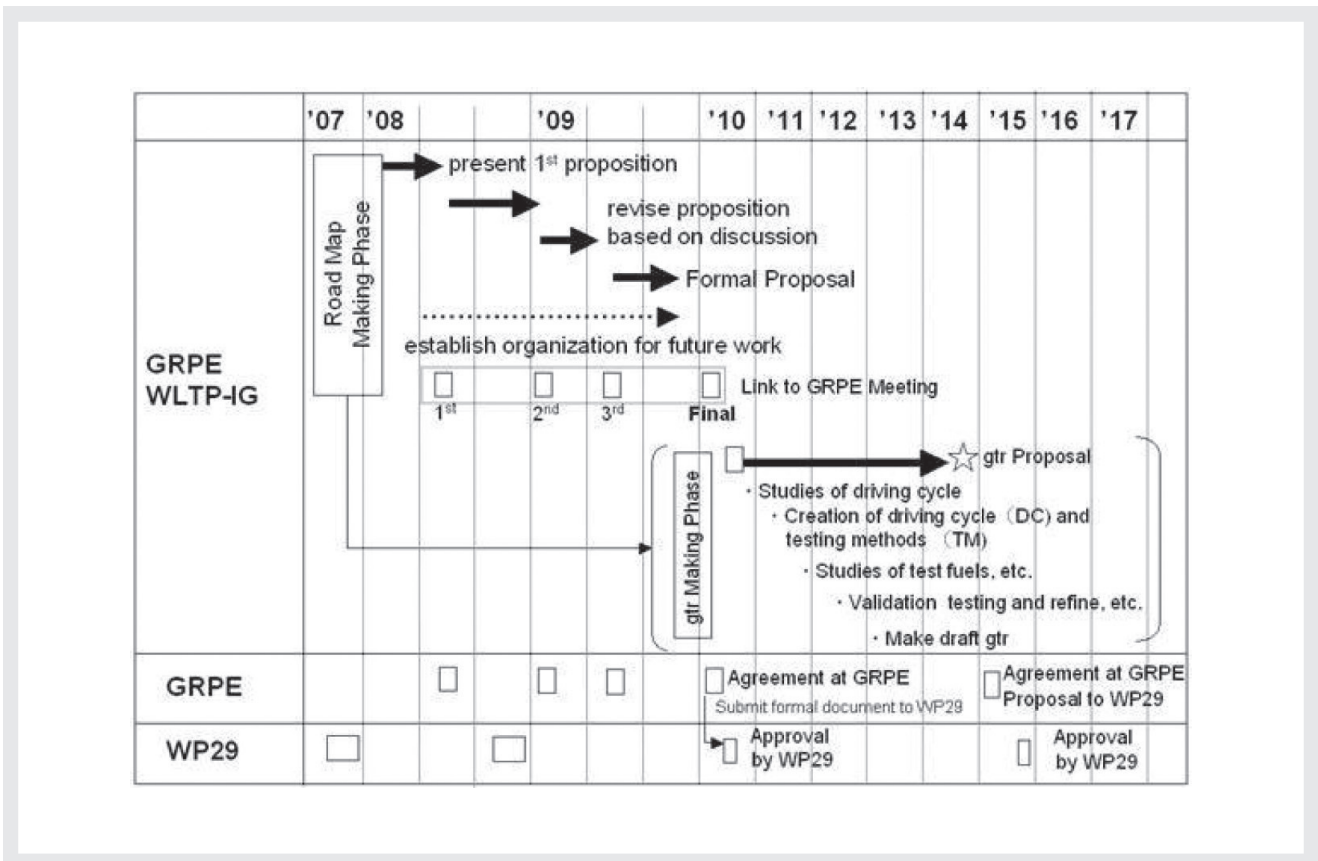 ’07 ’08 ’09 ’10 ’11 ’12 ’13 ’14 ’15 ’16 ’17
GRPE
WLTP-IG
Road Map
Making Phase
present 1st proposition
revise proposition
based on discussion
Formal Proposal
establish organization for future work
Link to GRPE Meeting
1st 2nd 3rd Final
gtr Making Phase
gtr Proposal
・Studies of driving cycle
・Creation of driving cycle（DC) and
testing methods （TM)
・Studies of test fuels, etc.
・Validation testing and refine, etc.
・Make draft gtr
GRPE
Agreement at GRPE
Submit formal document to WP29
Agreement at GRPE
Proposal to WP29
WP29
Approval
by WP29
Approval
by WP29